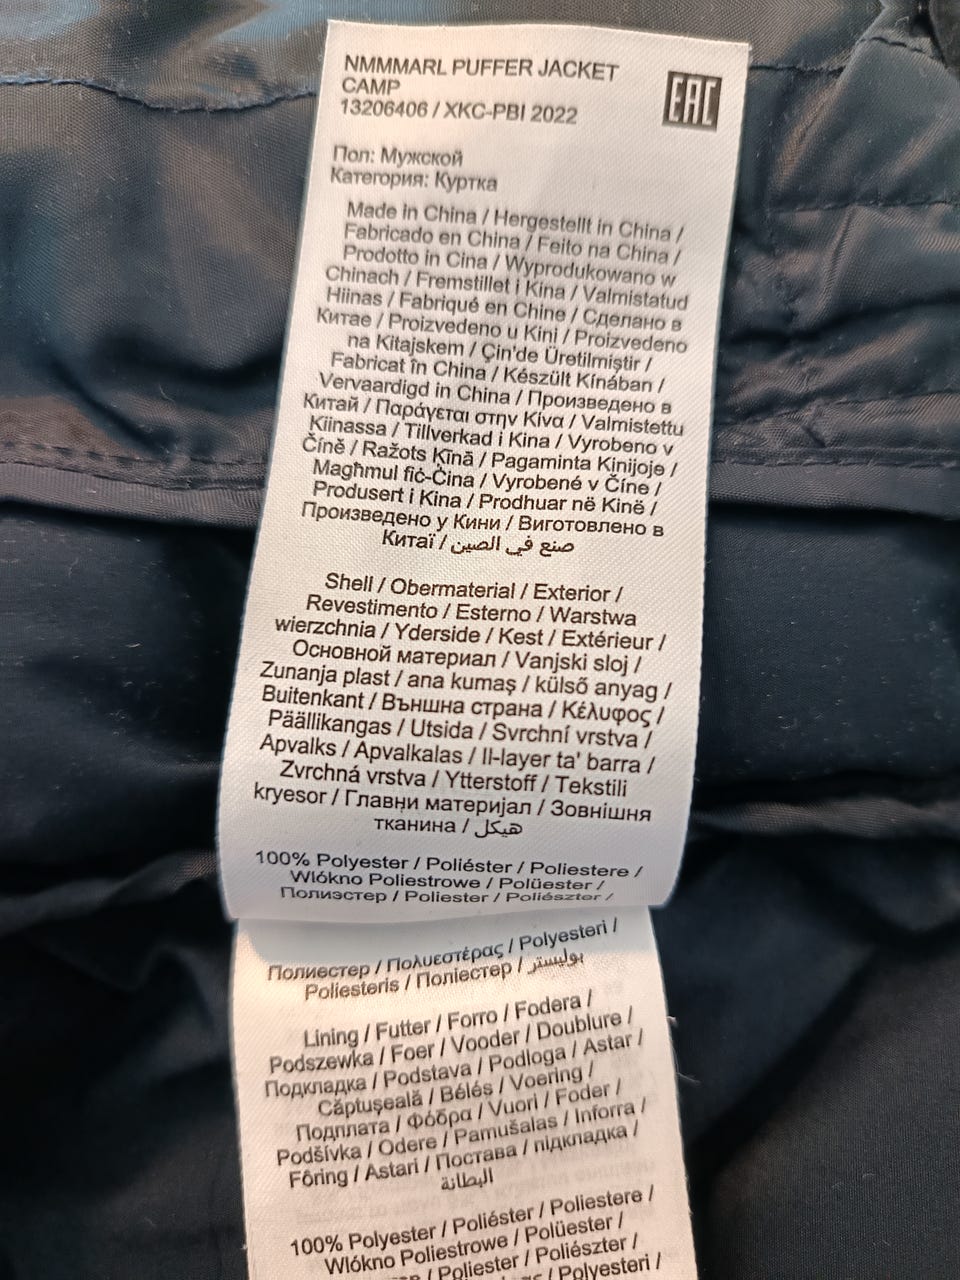 NMMMARL PUFFER JACKET
CAMP
13206406 / XKC-PBI 2022
EAC
Пол: Мужской
Категория: Куртка
Made in China / Hergestellt in China /
Fabricado en China / Feito na China /
Prodotto in Cina / Wyprodukowano w
Chinach / Fremstillet i Kina / Valmistatud
Hiinas / Fabriqué en Chine / Сделано в
Китае / Proizvedeno u Kini / Proizvedeno
na Kitajskem / Çin'de Üretilmiştir /
Fabricat în China / Készült Kínában /
Vervaardigd in China / Произведено в
Китай / Παράγεται στην Κίνα / Valmistettu
Kiinassa / Tillverkad i Kina / Vyrobeno v
Číně / Ražots Ķīnā / Pagaminta Kinijoje /
Magħmul fiċ-Ċina / Vyrobené v Číne /
Produsert i Kina / Prodhuar në Kinë /
Произведено у Кини / Виготовлено в
Китаї / صنع في الصين
Shell / Obermaterial / Exterior /
Revestimento / Esterno / Warstwa
wierzchnia / Yderside / Kest / Extérieur /
Основной материал / Vanjski sloj /
Zunanja plast / ana kumaş / külső anyag /
Buitenkant / Външна страна / Κέλυφος /
Päällikangas / Utsida / Svrchní vrstva /
Apvalks / Apvalkalas / Il-layer ta' barra /
Zvrchná vrstva / Ytterstoff / Tekstili
kryesor / Главни материјал / Зовнішня
тканина / هيكل
100% Polyester / Poliéster / Poliestere /
Wlókno Poliestrowe / Polüester /
Полиэстер / Poliester / Poliészter /
Полиестер / Πολυεστέρας / Polyesteri /
Poliesteris / Поліестер / بوليستر
Lining / Futter / Forro / Fodera /
Podszewka / Foer / Vooder / Doublure /
Подкладка / Podstava / Podloga / Astar /
Căptuşeală / Bélés / Voering /
Подплата / Φόδρα / Vuori / Foder /
Podšívka / Odere / Pamušalas / Inforra /
Fôring / Astari / Постава / підкладка /
البطانة
100% Polyester / Poliéster / Poliestere /
Wlókno Poliestrowe / Polüester /
/ Poliester / Poliészter /
/ Polyesteri /